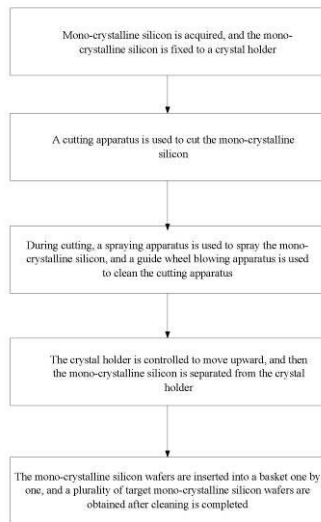 Mono-crystalline silicon is acquired, and the mono-
crystalline silicon is fixed to a crystal holder
A cutting apparatus is used to cut the mono-crystalline
silicon
During cutting, a spraying apparatus is used to spray the mono-
crystalline silicon, and a guide wheel blowing apparatus is used
to clean the cutting apparatus
The crystal holder is controlled to move upward, and then
the mono-crystalline silicon is separated from the crystal
holder
The mono-crystalline silicon wafers are inserted into a basket one by
one, and a plurality of target mono-crystalline silicon wafers are
obtained after cleaning is completed